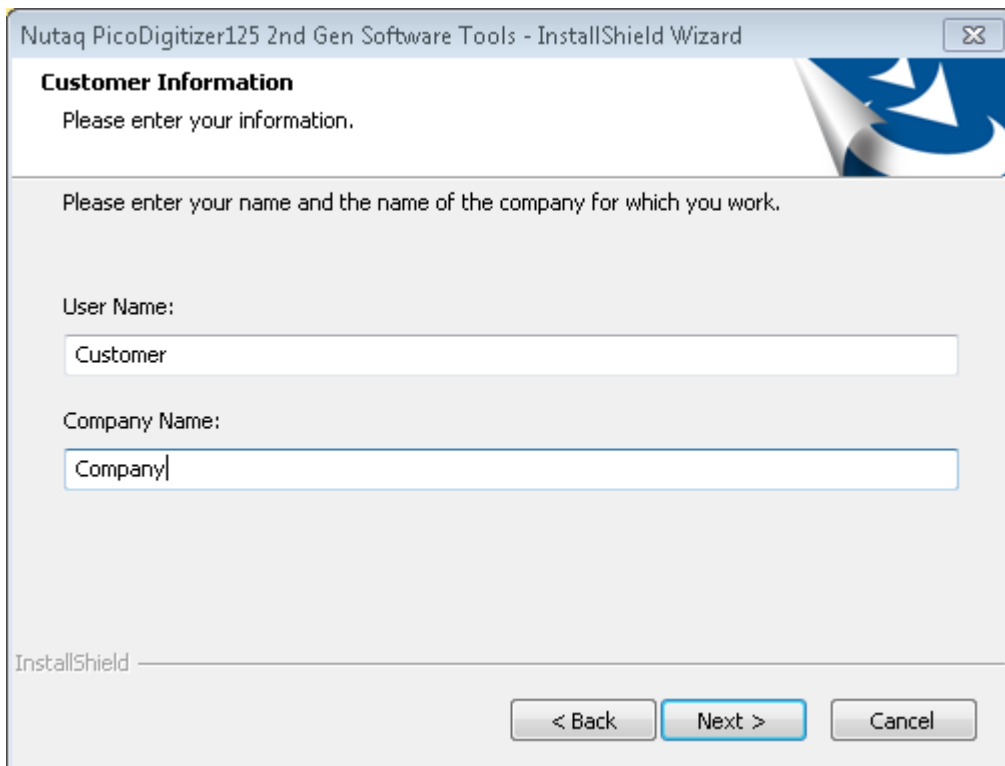 Nutaq PicoDigitizer125 2nd Gen Software Tools - InstallShield Wizard
Customer Information
Please enter your information.
Please enter your name and the name of the company for which you work.
User Name:
Customer
Company Name:
Company
InstallShield
< Back Next > Cancel